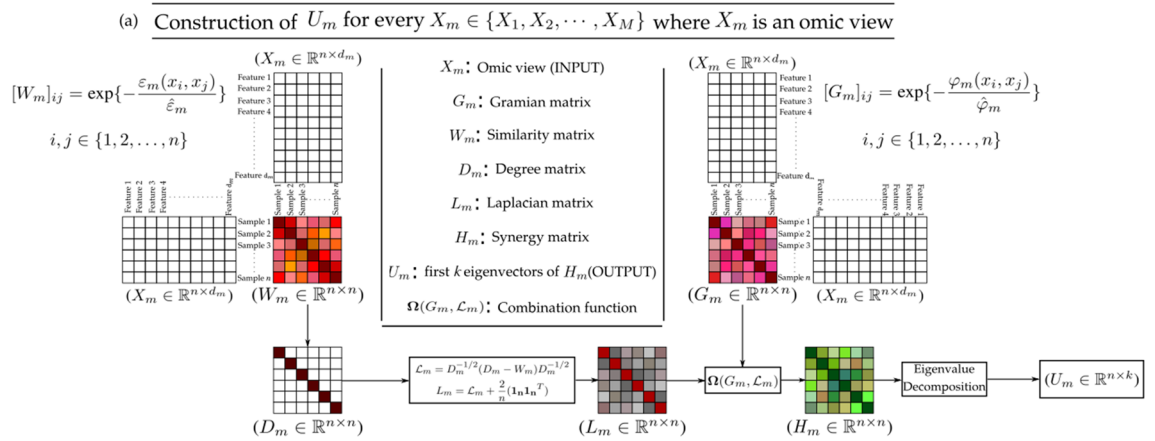 (a) Construction of U_m for every X_m ∈ {X_1, X_2, ⋯, X_M} where X_m is an omic view
(X_m ∈ ℝ^{n×d_m})
Feature 1
Feature 2
Feature 3
Feature 4
Feature d_m
[W_m]_{ij} = exp{−ε_m(x_i, x_j)/ε̂_m}
i, j ∈ {1, 2, …, n}
Feature 1
Feature 2
Feature 3
Feature 4
Feature d_m
Sample 1
Sample 2
Sample 3
Sample n
Sample 1
Sample 2
Sample 3
Sample n
(X_m ∈ ℝ^{n×d_m})
(W_m ∈ ℝ^{n×n})
X_m: Omic view (INPUT)
G_m: Gramian matrix
W_m: Similarity matrix
D_m: Degree matrix
L_m: Laplacian matrix
H_m: Synergy matrix
U_m: first k eigenvectors of H_m(OUTPUT)
Ω(G_m, ℒ_m): Combination function
(X_m ∈ ℝ^{n×d_m})
Feature 1
Feature 2
Feature 3
Feature 4
Feature d_m
[G_m]_{ij} = exp{−φ_m(x_i, x_j)/φ̂_m}
i, j ∈ {1, 2, …, n}
Sample 1
Sample 2
Sample 3
Sample n
Feature d_m
Feature 4
Feature 3
Feature 2
Feature 1
Sample 1
Sample 2
Sample 3
Sample n
(G_m ∈ ℝ^{n×n})
(X_m ∈ ℝ^{n×d_m})
ℒ_m = D_m^{−1/2}(D_m − W_m)D_m^{−1/2}
L_m = ℒ_m + 2/n(1_n 1_n^T)
Ω(G_m, ℒ_m)
Eigenvalue
Decomposition
(U_m ∈ ℝ^{n×k})
(D_m ∈ ℝ^{n×n})
(L_m ∈ ℝ^{n×n})
(H_m ∈ ℝ^{n×n})